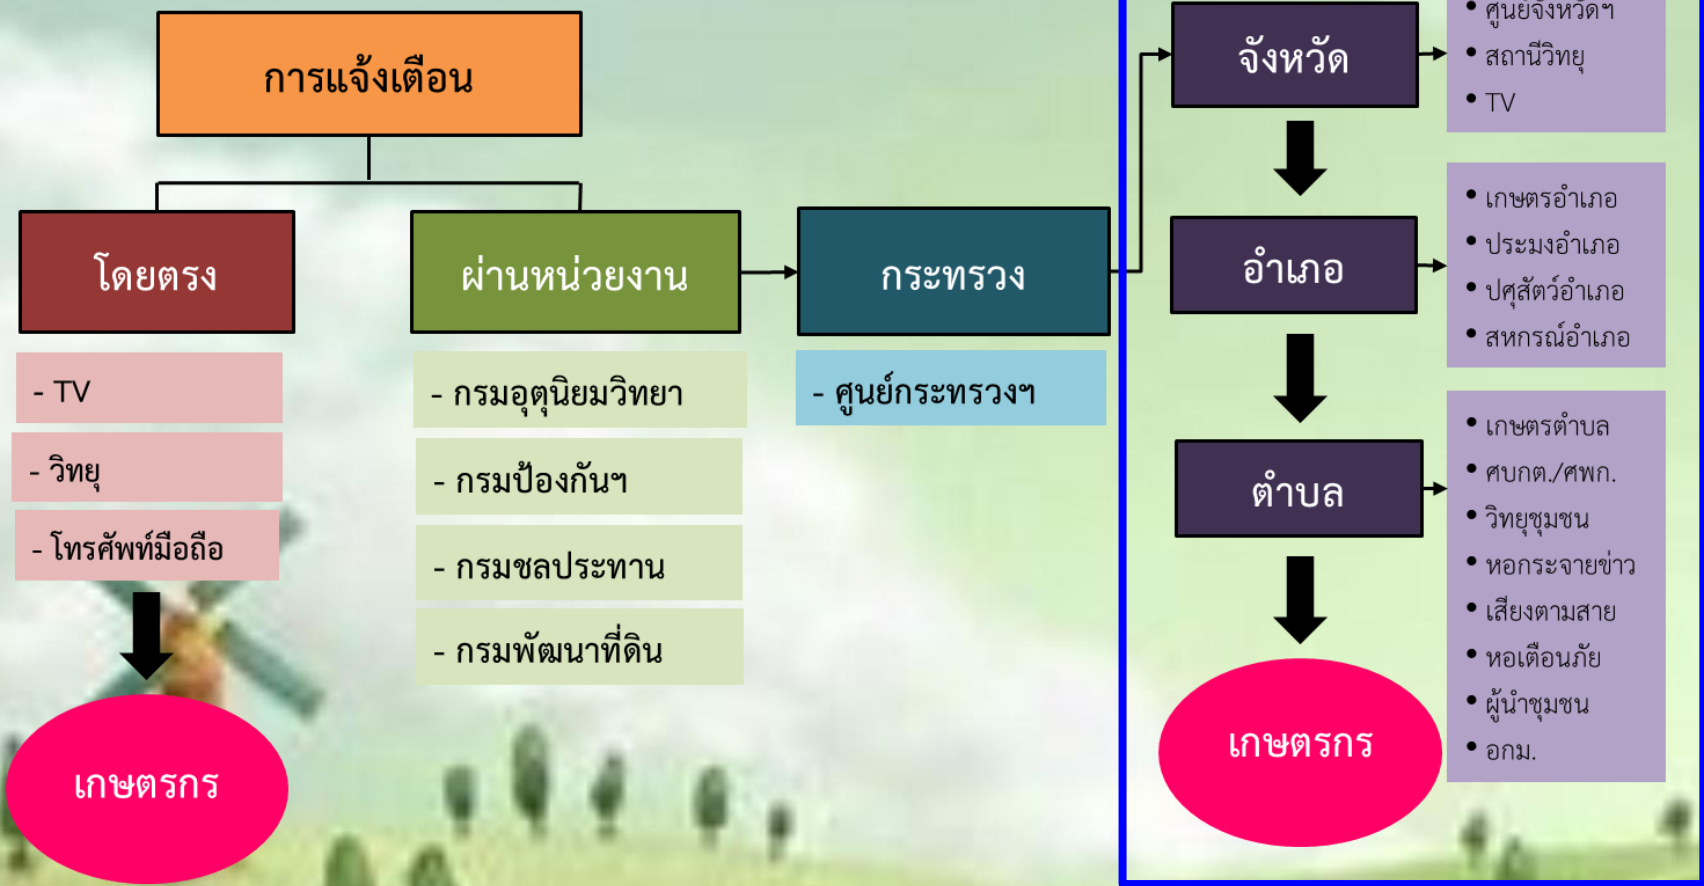 การแจ้งเตือน
โดยตรง
- TV
- วิทยุ
- โทรศัพท์มือถือ
เกษตรกร
ผ่านหน่วยงาน
- กรมอุตุนิยมวิทยา
- กรมป้องกันฯ
- กรมชลประทาน
- กรมพัฒนาที่ดิน
กระทรวง
- ศูนย์กระทรวงฯ
จังหวัด
• ศูนย์จังหวัดฯ
• สถานีวิทยุ
• TV
อำเภอ
• เกษตรอำเภอ
• ประมงอำเภอ
• ปศุสัตว์อำเภอ
• สหกรณ์อำเภอ
ตำบล
• เกษตรตำบล
• ศบกต./ศพก.
• วิทยุชุมชน
• หอกระจายข่าว
• เสียงตามสาย
• หอเตือนภัย
• ผู้นำชุมชน
• อกม.
เกษตรกร